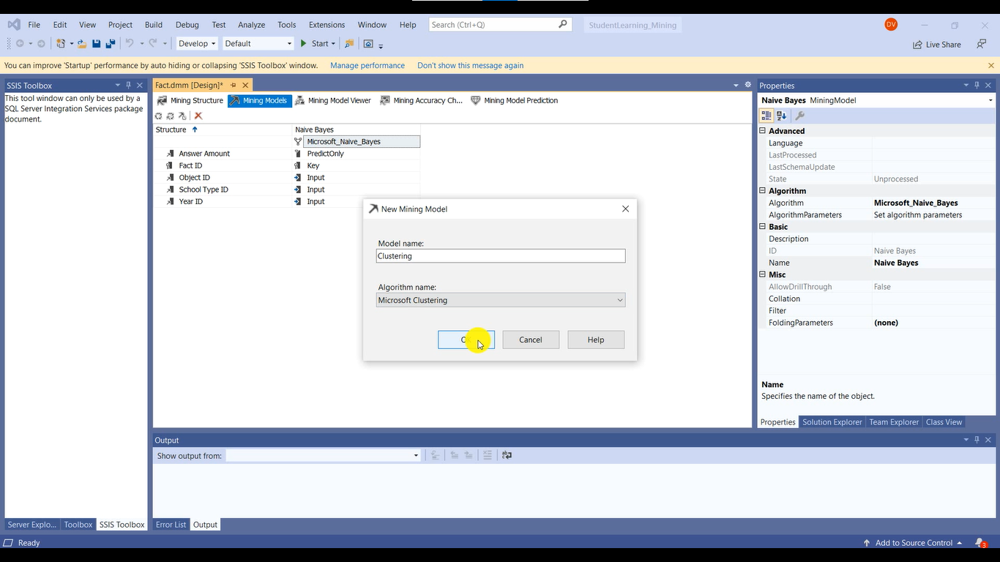 File Edit View Project Build Debug Test Analyze Tools Extensions Window Help Search (Ctrl+Q) StudentLearning_Mining DV
Develop Default Start Live Share
You can improve 'Startup' performance by auto hiding or collapsing 'SSIS Toolbox' window. Manage performance Don't show this message again
SSIS Toolbox
This tool window can only be used by a
SQL Server Integration Services package
document.
Fact.dmm [Design]*
Mining Structure Mining Models Mining Model Viewer Mining Accuracy Ch... Mining Model Prediction
Structure Naive Bayes
Microsoft_Naive_Bayes
Answer Amount PredictOnly
Fact ID Key
Object ID Input
School Type ID Input
Year ID Input
New Mining Model
Model name:
Clustering
Algorithm name:
Microsoft Clustering
Cancel Help
Properties
Naive Bayes MiningModel
Advanced
Language
LastProcessed
LastSchemaUpdate
State Unprocessed
Algorithm
Algorithm Microsoft_Naive_Bayes
AlgorithmParameters Set algorithm parameters
Basic
Description
ID Naive Bayes
Name Naive Bayes
Misc
AllowDrillThrough False
Collation
Filter
FoldingParameters (none)
Name
Specifies the name of the object.
Properties Solution Explorer Team Explorer Class View
Output
Show output from:
Server Explo... Toolbox SSIS Toolbox Error List Output
Ready Add to Source Control 3